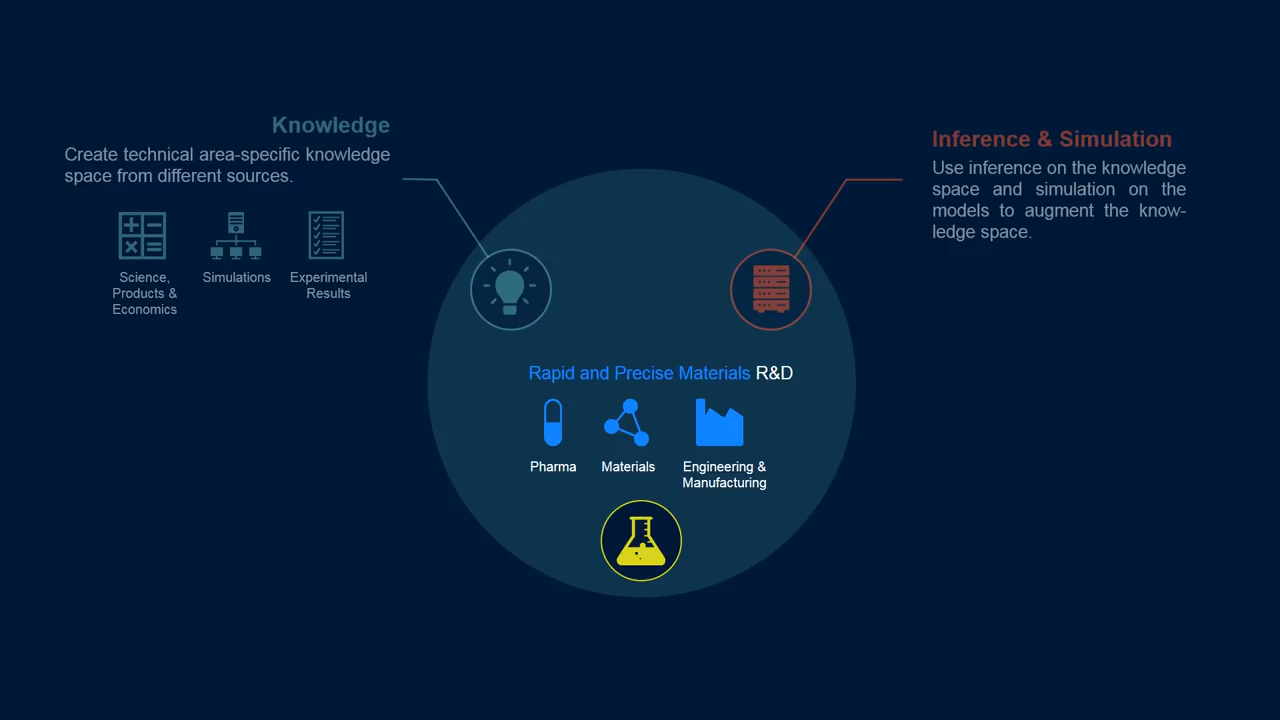 Knowledge
Create technical area-specific knowledge
space from different sources.
Science,
Products &
Economics
Simulations
Experimental
Results
Inference & Simulation
Use inference on the knowledge
space and simulation on the
models to augment the know-
ledge space.
Rapid and Precise Materials R&D
Pharma
Materials
Engineering &
Manufacturing